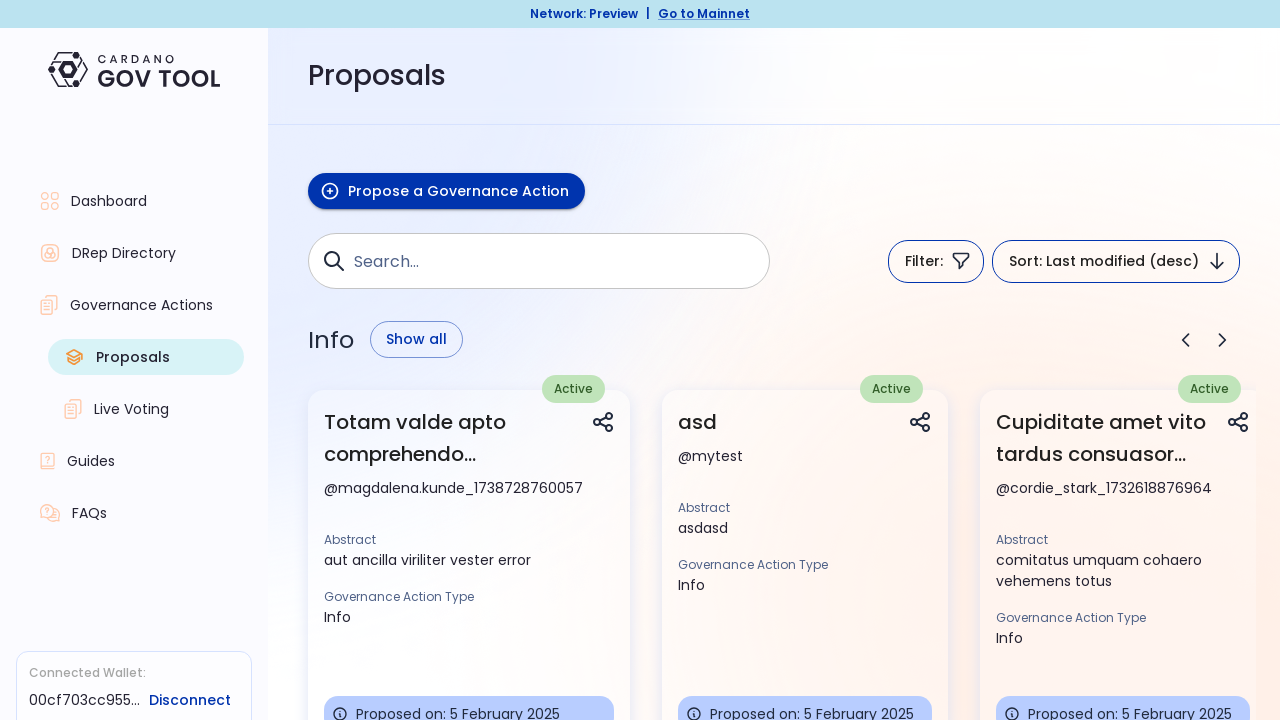 Network: Preview | Go to Mainnet
CARDANO
GOV TOOL
Dashboard
DRep Directory
Governance Actions
Proposals
Live Voting
Guides
FAQs
Connected Wallet:
00cf703cc955... Disconnect
Proposals
Propose a Governance Action
Search...
Filter:
Sort: Last modified (desc)
Info
Show all
Active
Totam valde apto
comprehendo...
@magdalena.kunde_1738728760057
Abstract
aut ancilla viriliter vester error
Governance Action Type
Info
Proposed on: 5 February 2025
Active
asd
@mytest
Abstract
asdasd
Governance Action Type
Info
Proposed on: 5 February 2025
Active
Cupiditate amet vito
tardus consuasor...
@cordie_stark_1732618876964
Abstract
comitatus umquam cohaero
vehemens totus
Governance Action Type
Info
Proposed on: 5 February 2025